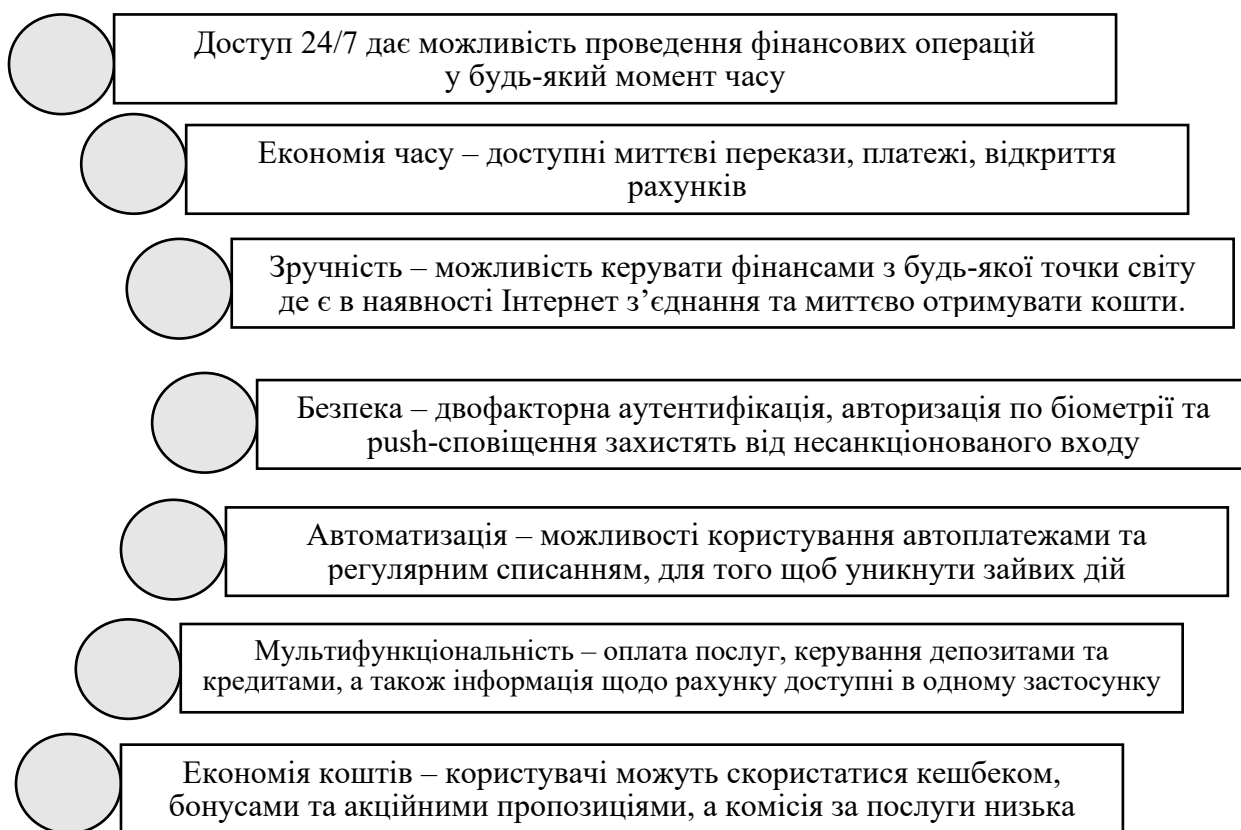 Доступ 24/7 дає можливість проведення фінансових операцій
у будь-який момент часу
Економія часу – доступні миттєві перекази, платежі, відкриття
рахунків
Зручність – можливість керувати фінансами з будь-якої точки світу
де є в наявності Інтернет з’єднання та миттєво отримувати кошти.
Безпека – двофакторна аутентифікація, авторизація по біометрії та
push-сповіщення захистять від несанкціонованого входу
Автоматизація – можливості користування автоплатежами та
регулярним списанням, для того щоб уникнути зайвих дій
Мультифункціональність – оплата послуг, керування депозитами та
кредитами, а також інформація щодо рахунку доступні в одному застосунку
Економія коштів – користувачі можуть скористатися кешбеком,
бонусами та акційними пропозиціями, а комісія за послуги низька